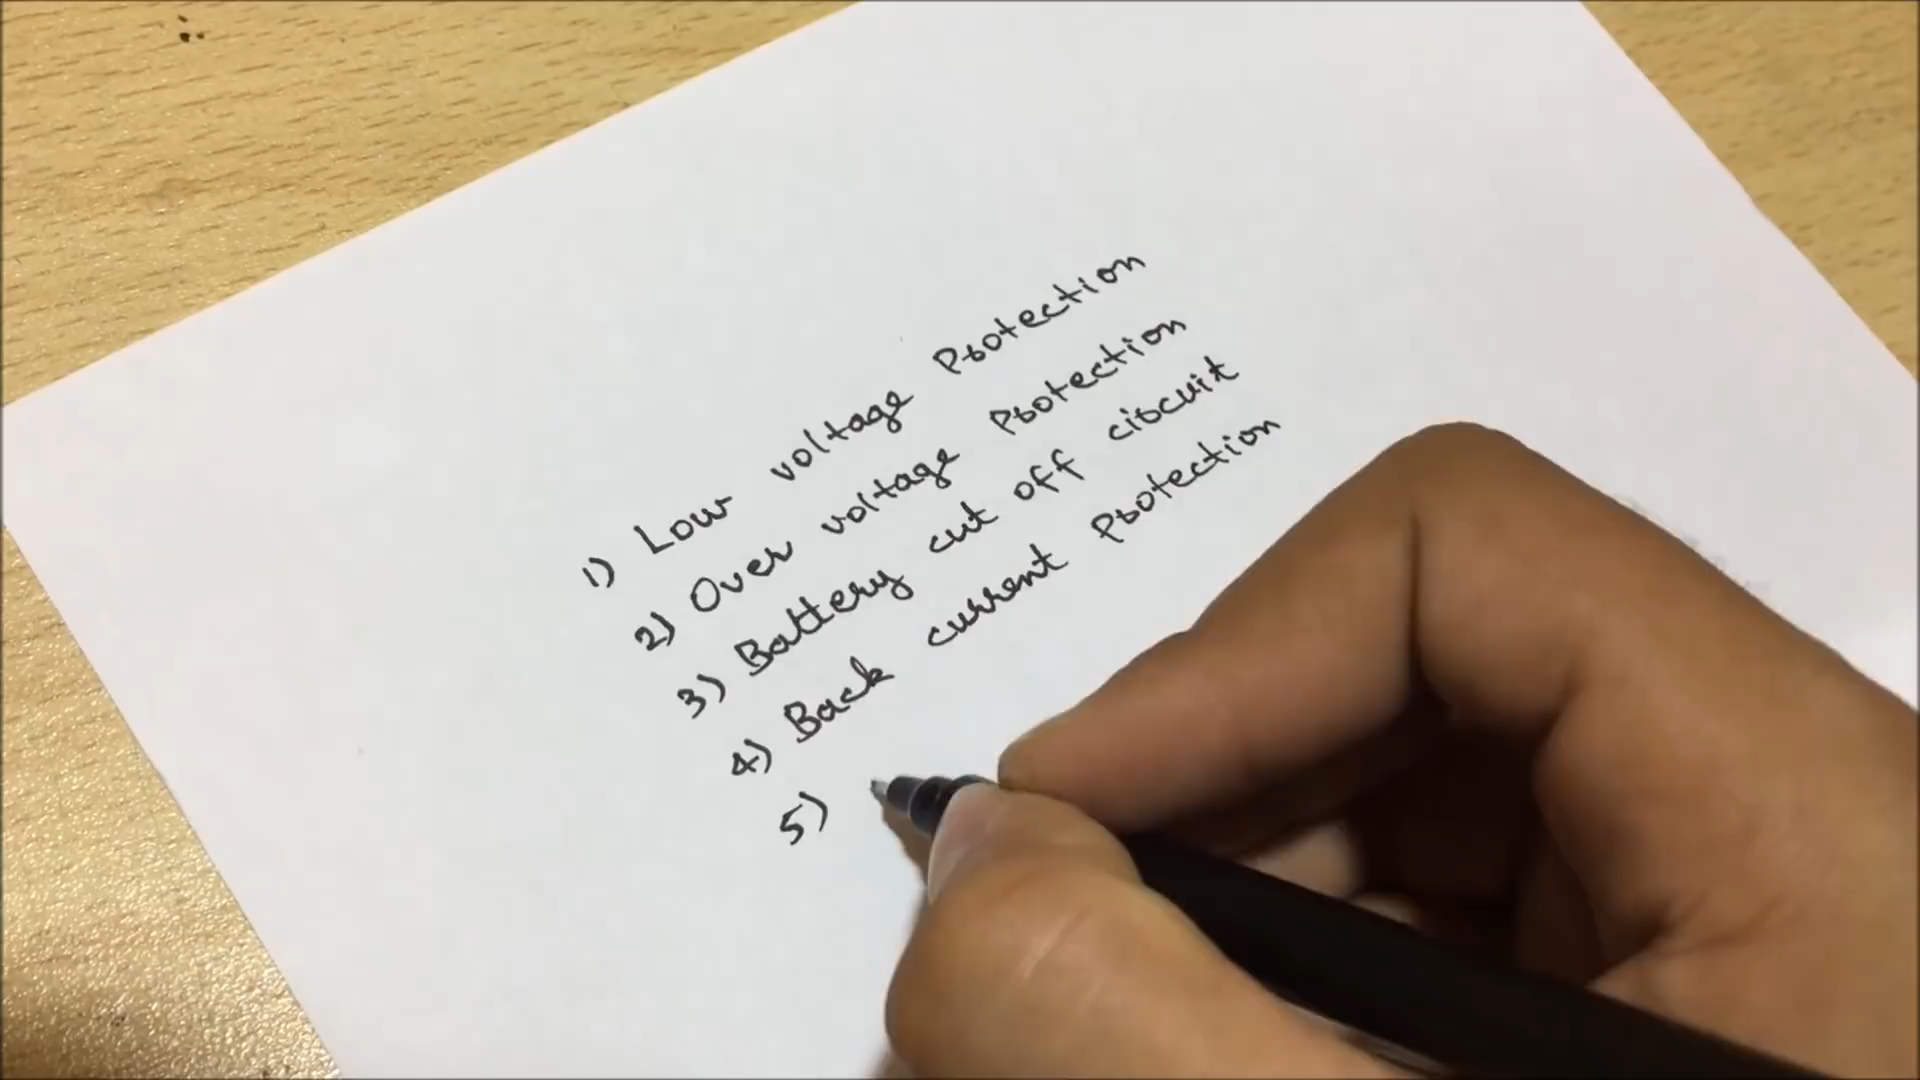 1) Low voltage Protection
2) Over voltage Protection
3) Battery cut off circuit
4) Back current Protection
5)